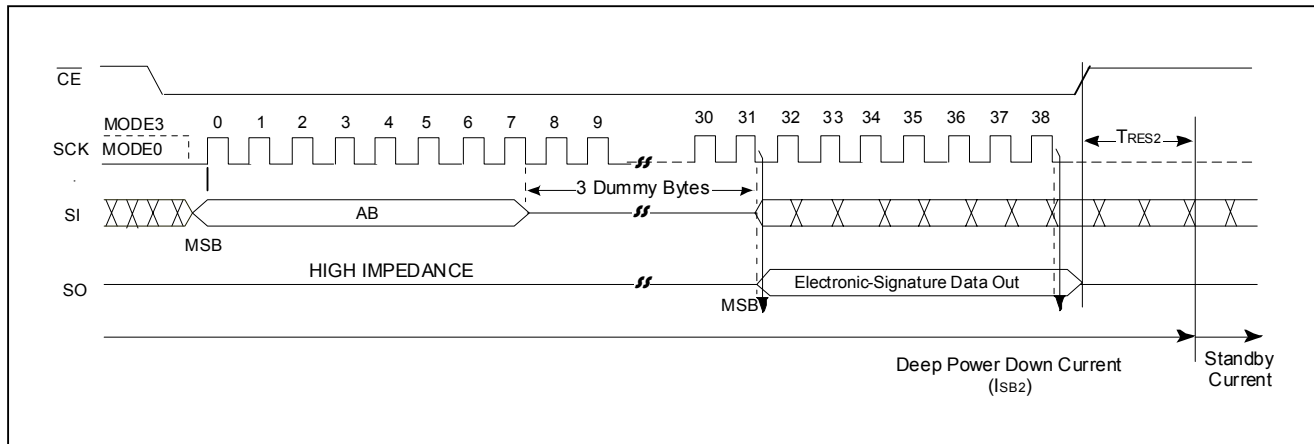 CE
MODE3
0 1 2 3 4 5 6 7 8 9 30 31 32 33 34 35 36 37 38
SCK
MODE0
TRES2
3 Dummy Bytes
SI
AB
MSB
HIGH IMPEDANCE
SO
Electronic-Signature Data Out
MSB
Deep Power Down Current
(ISB2)
Standby
Current